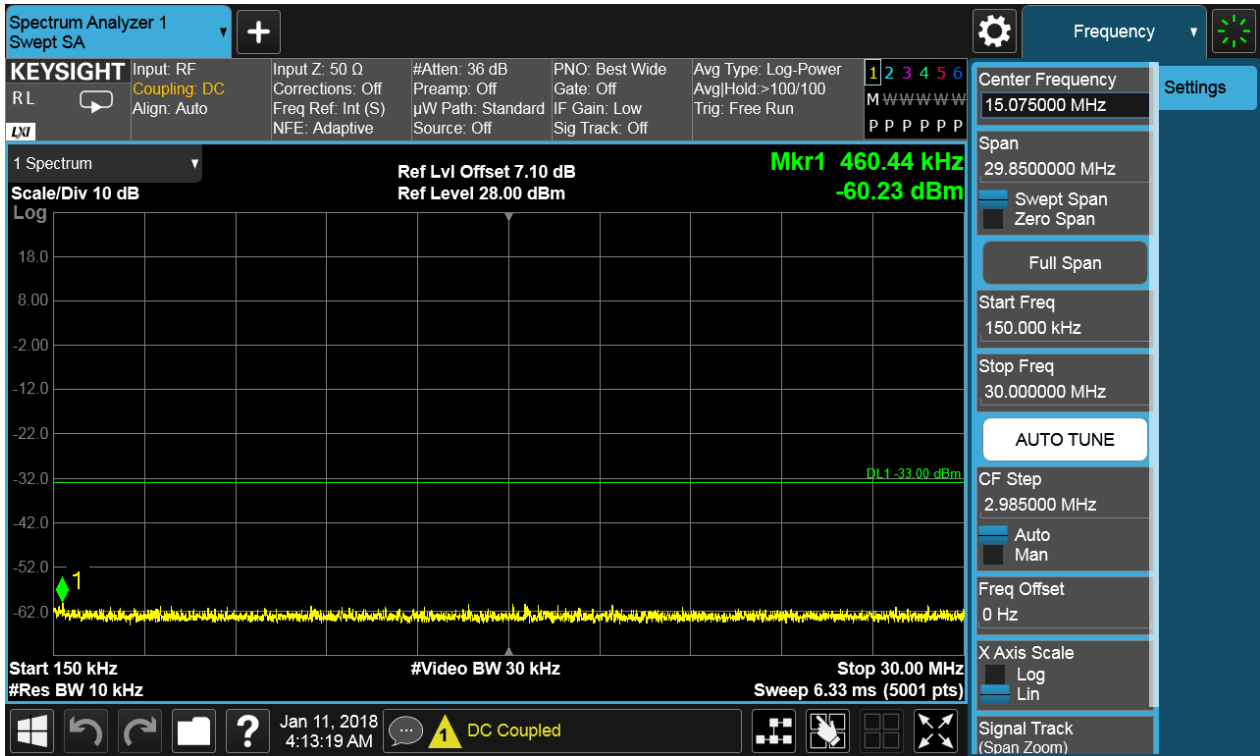 Spectrum Analyzer 1
Swept SA
Frequency
KEYSIGHT
R L
LXI
Input: RF
Coupling: DC
Align: Auto
Input Z: 50 Ω
Corrections: Off
Freq Ref: Int (S)
NFE: Adaptive
#Atten: 36 dB
Preamp: Off
µW Path: Standard
Source: Off
PNO: Best Wide
Gate: Off
IF Gain: Low
Sig Track: Off
Avg Type: Log-Power
Avg|Hold:>100/100
Trig: Free Run
1 2 3 4 5 6
M W W W W W
P P P P P P
1 Spectrum
Scale/Div 10 dB
Log
Ref Lvl Offset 7.10 dB
Ref Level 28.00 dBm
Mkr1 460.44 kHz
-60.23 dBm
18.0
8.00
-2.00
-12.0
-22.0
-32.0
-42.0
-52.0
-62.0
DL1 -33.00 dBm
1
Start 150 kHz
#Res BW 10 kHz
#Video BW 30 kHz
Stop 30.00 MHz
Sweep 6.33 ms (5001 pts)
Center Frequency
15.075000 MHz
Span
29.8500000 MHz
Swept Span
Zero Span
Full Span
Start Freq
150.000 kHz
Stop Freq
30.000000 MHz
AUTO TUNE
CF Step
2.985000 MHz
Auto
Man
Freq Offset
0 Hz
X Axis Scale
Log
Lin
Signal Track
(Span Zoom)
Settings
?
Jan 11, 2018
4:13:19 AM
1
DC Coupled